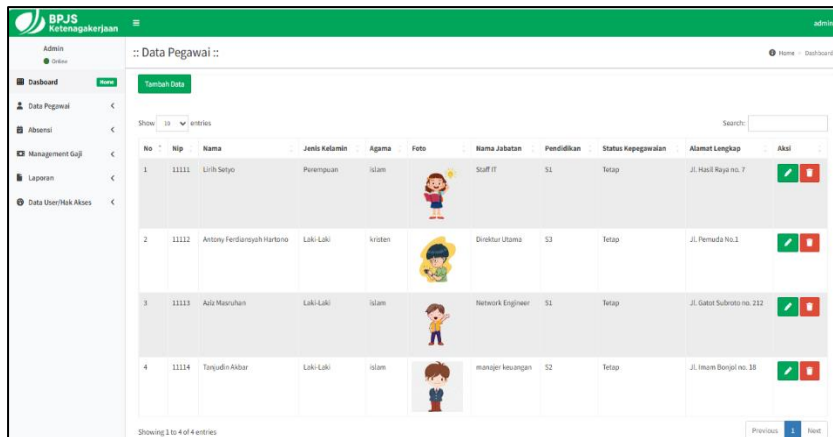 BPJS
Ketenagakerjaan
admin
Admin
Online
:: Data Pegawai ::
Home > Dashboard
Dasboard Home
Tambah Data
Data Pegawai
Absensi
Management Gaji
Laporan
Data User/Hak Akses
Show 10 entries
Search:
No Nip Nama Jenis Kelamin Agama Foto Nama Jabatan Pendidikan Status Kepegawaian Alamat Lengkap Aksi
1 11111 Lirih Setyo Perempuan islam Staff IT S1 Tetap Jl. Hasil Raya no. 7
2 11112 Antony Ferdiansyah Hartono Laki-Laki kristen Direktur Utama S3 Tetap Jl. Pemuda No.1
3 11113 Aziz Masruhan Laki-Laki islam Network Engineer S1 Tetap Jl. Gatot Subroto no. 212
4 11114 Tanjudin Akbar Laki-Laki islam manajer keuangan S2 Tetap Jl. Imam Bonjol no. 18
Showing 1 to 4 of 4 entries
Previous 1 Next